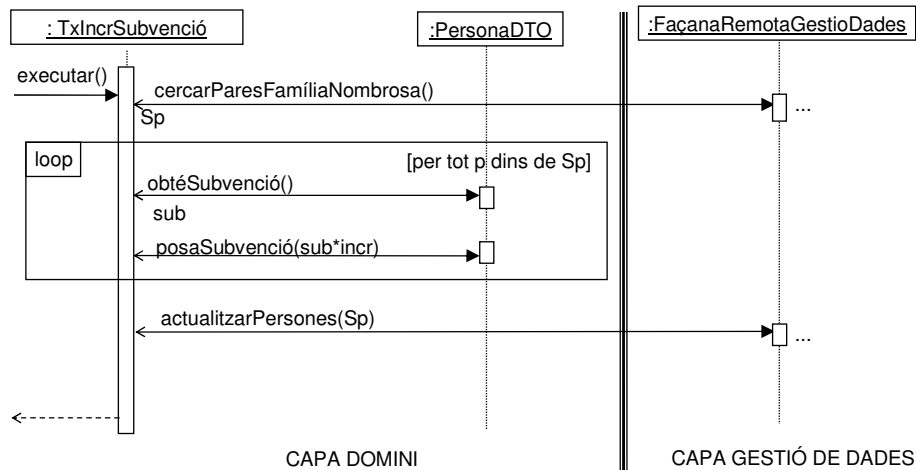 : TxIncrSubvenció
:PersonaDTO
:FaçanaRemotaGestioDades
executar()
cercarParesFamíliaNombrosa()
...
Sp
loop
[per tot p dins de Sp]
obtéSubvenció()
sub
posaSubvenció(sub*incr)
actualitzarPersones(Sp)
...
CAPA DOMINI
CAPA GESTIÓ DE DADES